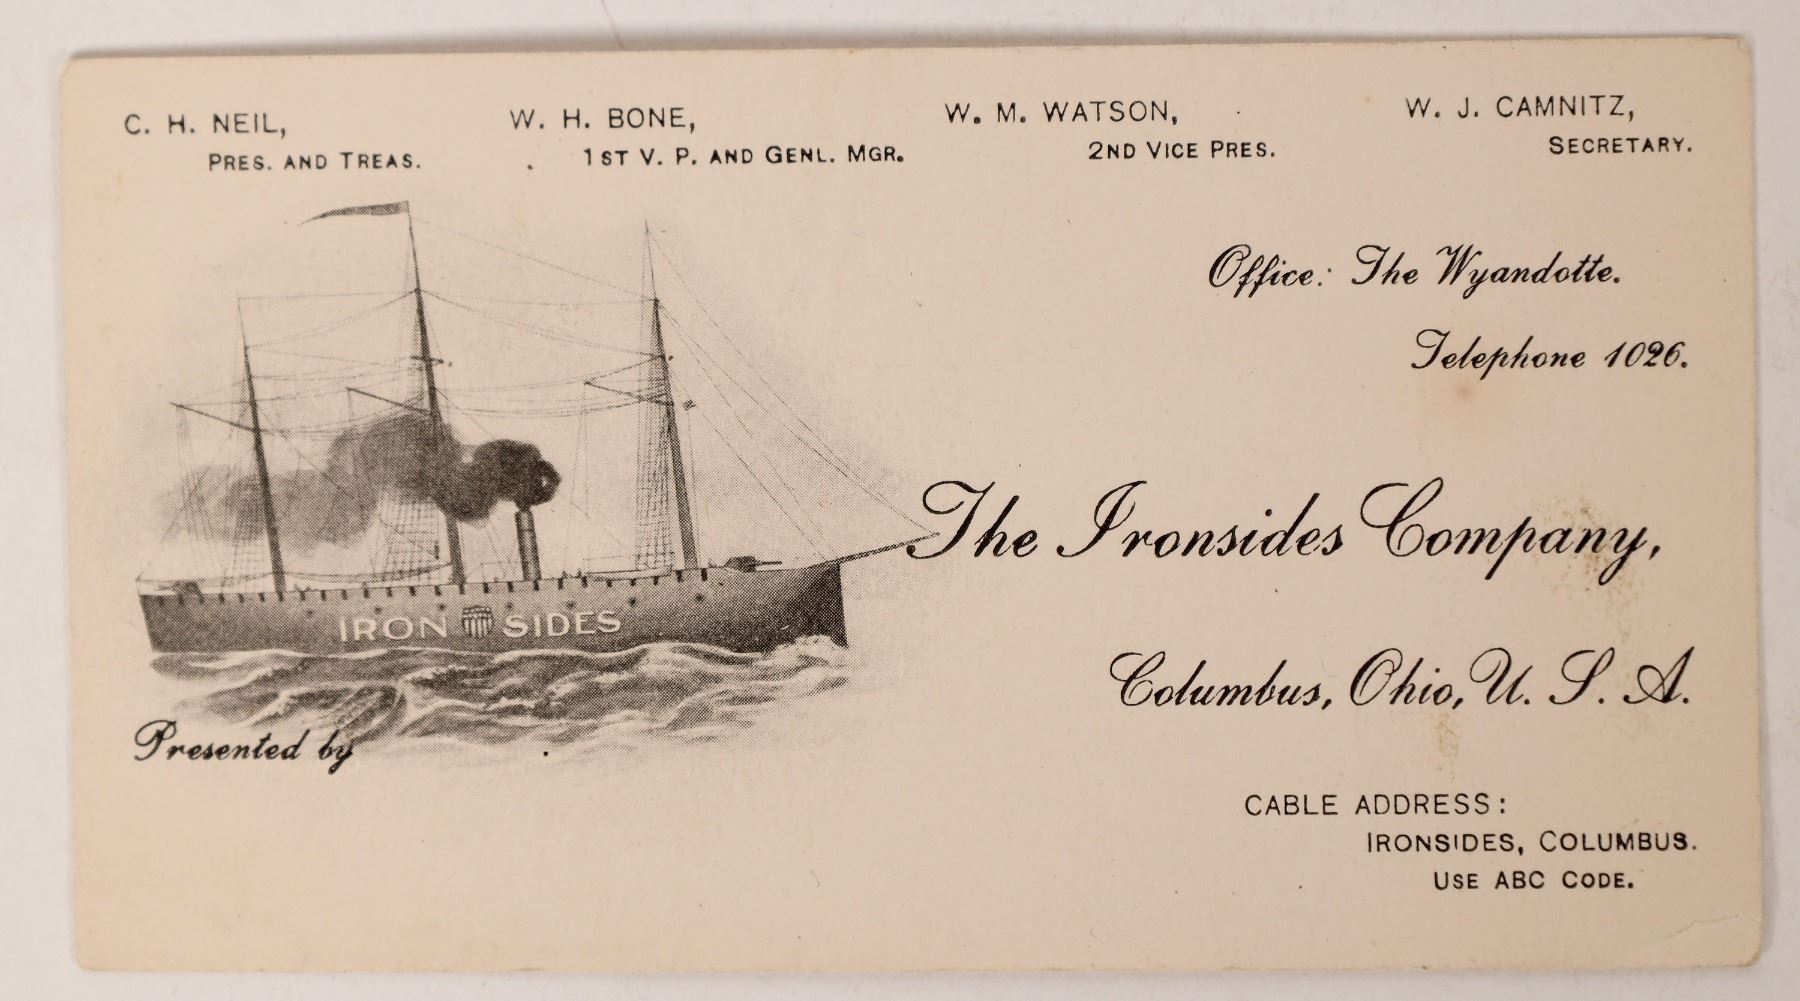 C. H. NEIL,
PRES. AND TREAS.
W. H. BONE,
1ST V. P. AND GENL. MGR.
W. M. WATSON,
2ND VICE PRES.
W. J. CAMNITZ,
SECRETARY.
Office: The Wyandotte.
Telephone 1026.
The Ironsides Company,
IRON SIDES
Columbus, Ohio, U. S. A.
Presented by
CABLE ADDRESS:
IRONSIDES, COLUMBUS.
USE ABC CODE.